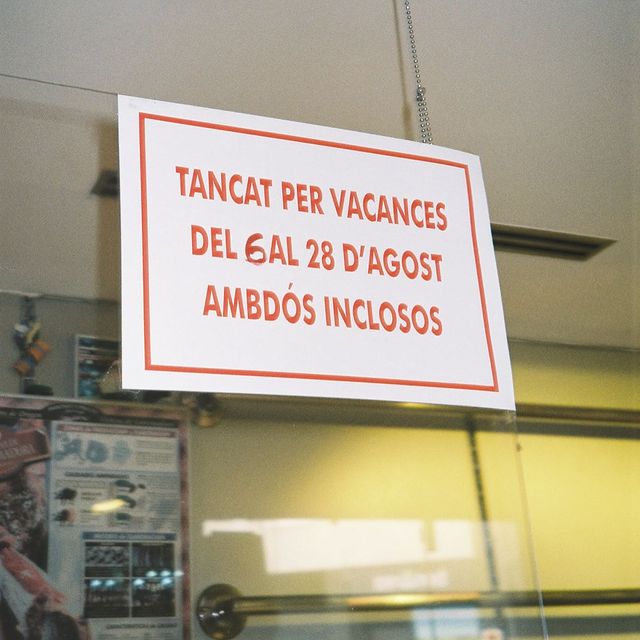 TANCAT PER VACANCES
DEL 6 AL 28 D'AGOST
AMBDÓS INCLOSOS